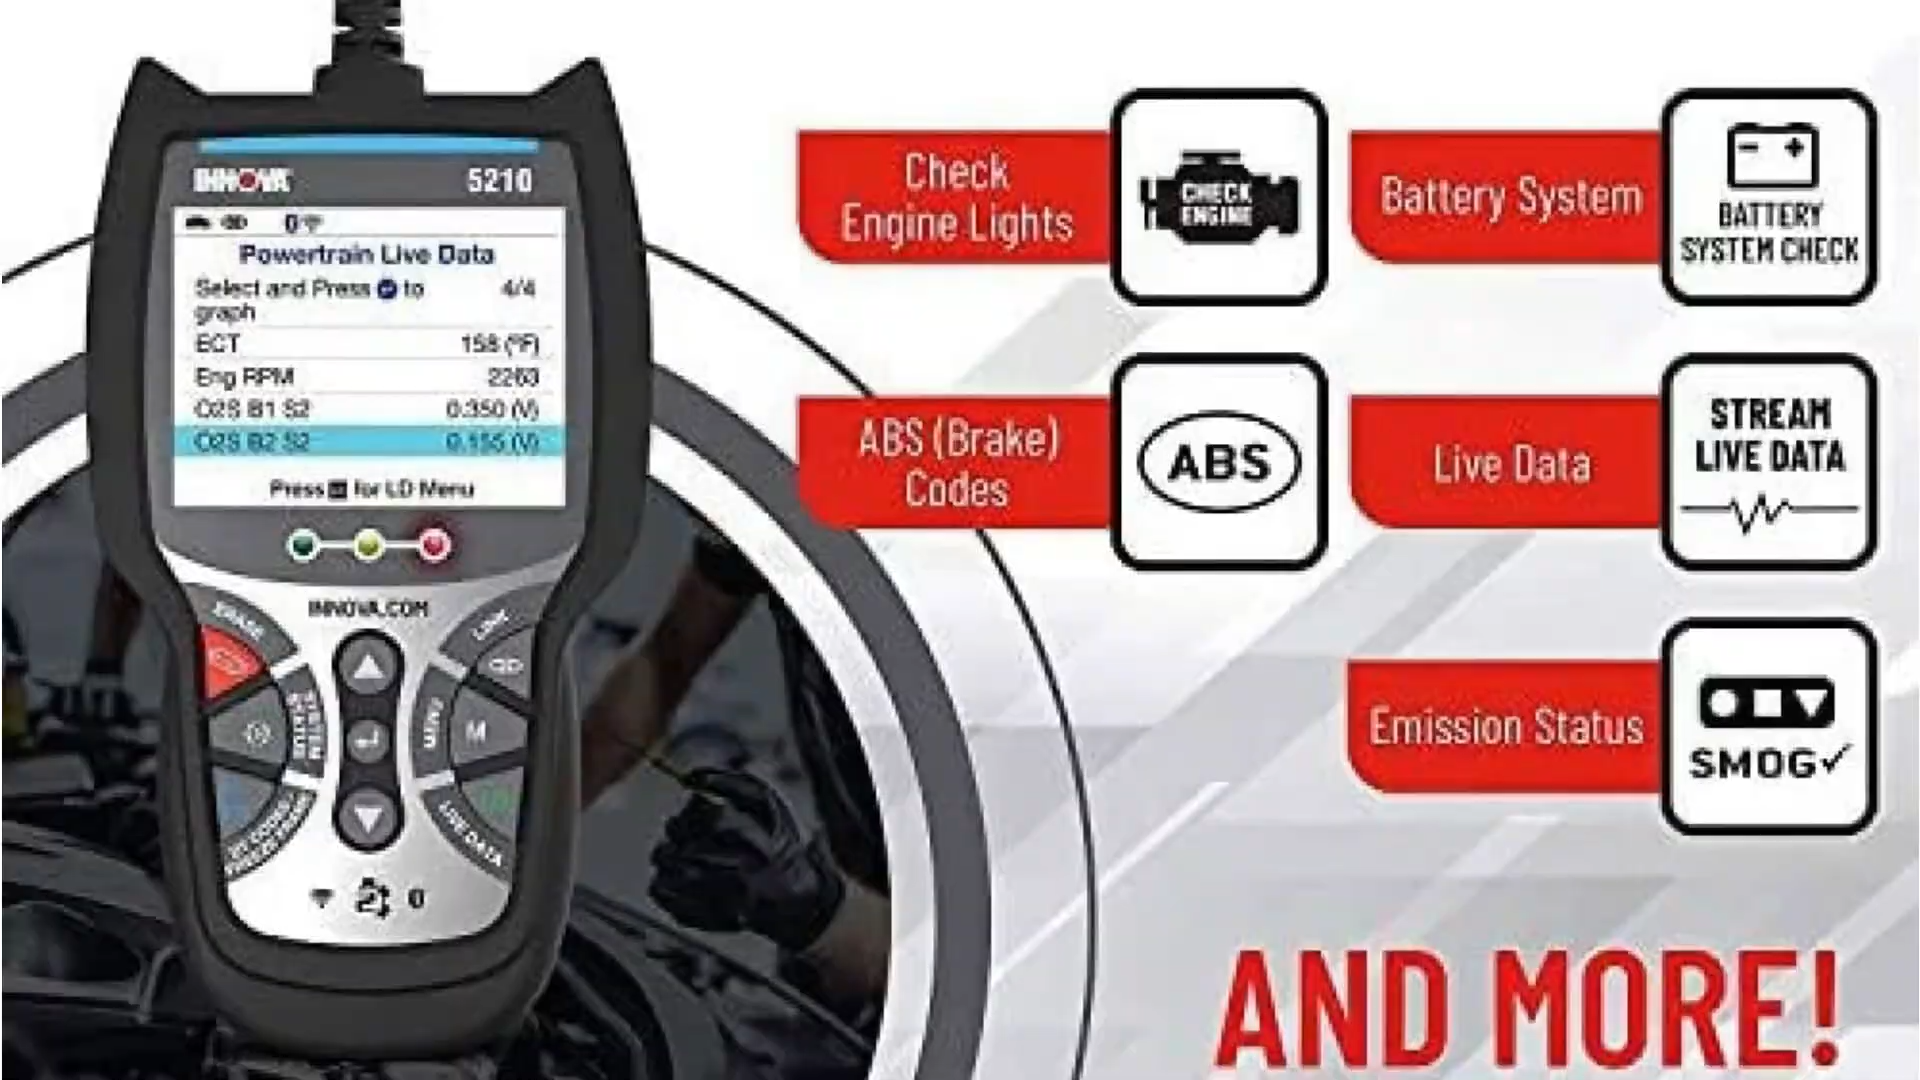 INNOVA 5210
Powertrain Live Data
Select and Press to 4/4
graph
ECT 158 (°F)
Eng RPM 2263
O2S B1 S2 0.350 (V)
O2S B2 S2 0.155 (V)
Press for LD Menu
INNOVA.COM
ERASE
LINK
SYSTEM
STATUS
MENU
M
LIVE DATA
Check
Engine Lights
CHECK
ENGINE
Battery System
BATTERY
SYSTEM CHECK
ABS (Brake)
Codes
ABS
Live Data
STREAM
LIVE DATA
Emission Status
SMOG✓
AND MORE!